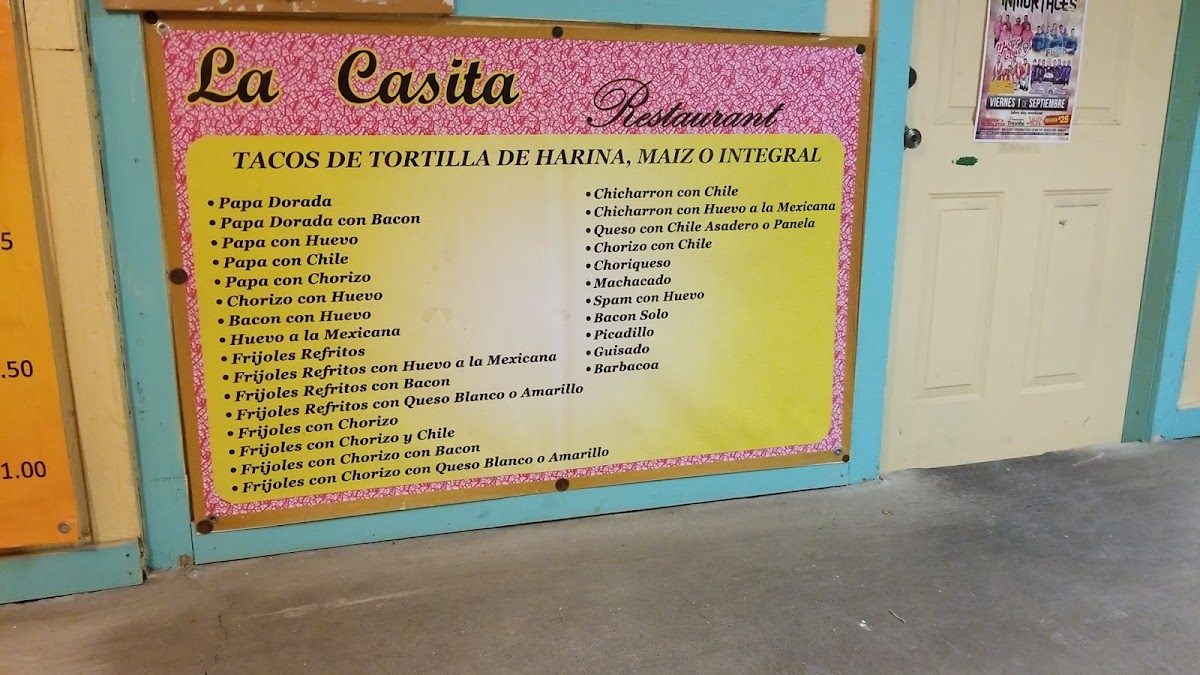 La Casita
Restaurant
TACOS DE TORTILLA DE HARINA, MAIZ O INTEGRAL
• Papa Dorada
• Papa Dorada con Bacon
• Papa con Huevo
• Papa con Chile
• Papa con Chorizo
• Chorizo con Huevo
• Bacon con Huevo
• Huevo a la Mexicana
• Frijoles Refritos
• Frijoles Refritos con Huevo a la Mexicana
• Frijoles Refritos con Bacon
• Frijoles Refritos con Queso Blanco o Amarillo
• Frijoles con Chorizo
• Frijoles con Chorizo y Chile
• Frijoles con Chorizo con Bacon
• Frijoles con Chorizo con Queso Blanco o Amarillo
• Chicharron con Chile
• Chicharron con Huevo a la Mexicana
• Queso con Chile Asadero o Panela
• Chorizo con Chile
• Choriqueso
• Machacado
• Spam con Huevo
• Bacon Solo
• Picadillo
• Guisado
• Barbacoa
5
.50
1.00
INMORTALES
VIERNES 1 DE SEPTIEMBRE
$25